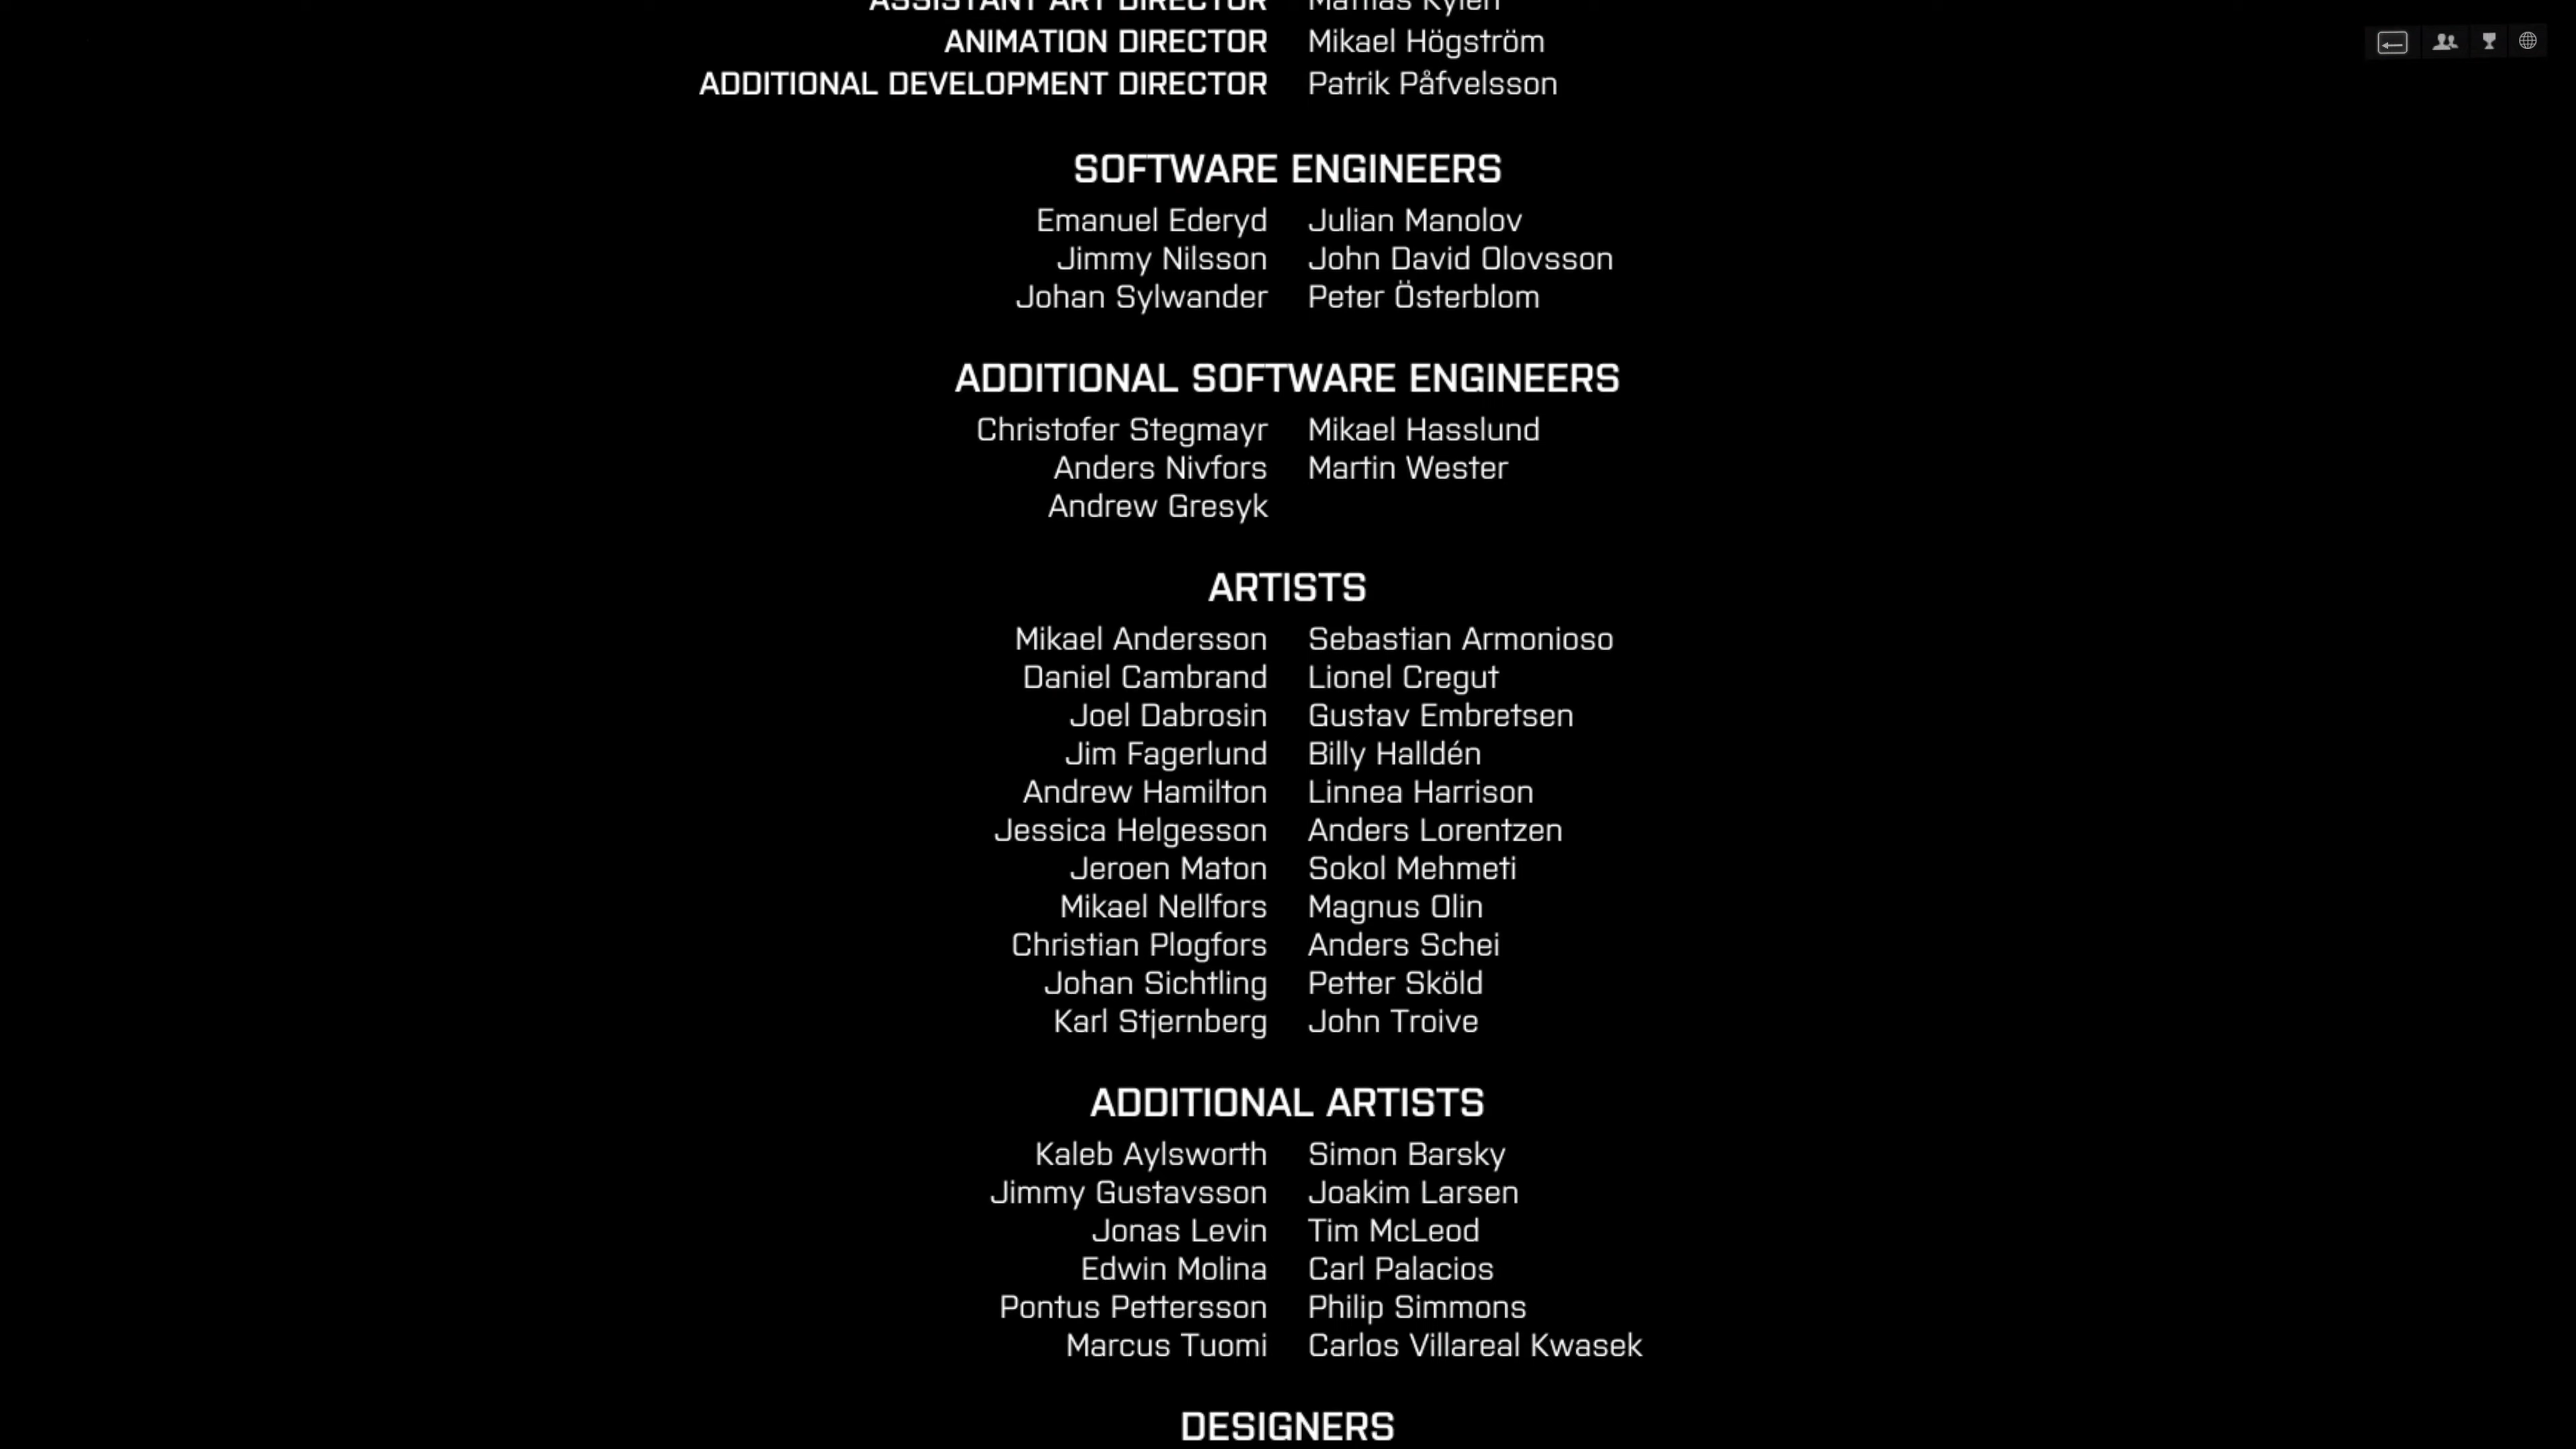 ASSISTANT ART DIRECTOR Mattias Kylén
ANIMATION DIRECTOR Mikael Högström
ADDITIONAL DEVELOPMENT DIRECTOR Patrik Påfvelsson
SOFTWARE ENGINEERS
Emanuel Ederyd Julian Manolov
Jimmy Nilsson John David Olovsson
Johan Sylwander Peter Österblom
ADDITIONAL SOFTWARE ENGINEERS
Christofer Stegmayr Mikael Hasslund
Anders Nivfors Martin Wester
Andrew Gresyk
ARTISTS
Mikael Andersson Sebastian Armonioso
Daniel Cambrand Lionel Cregut
Joel Dabrosin Gustav Embretsen
Jim Fagerlund Billy Halldén
Andrew Hamilton Linnea Harrison
Jessica Helgesson Anders Lorentzen
Jeroen Maton Sokol Mehmeti
Mikael Nellfors Magnus Olin
Christian Plogfors Anders Schei
Johan Sichtling Petter Sköld
Karl Stjernberg John Troive
ADDITIONAL ARTISTS
Kaleb Aylsworth Simon Barsky
Jimmy Gustavsson Joakim Larsen
Jonas Levin Tim McLeod
Edwin Molina Carl Palacios
Pontus Pettersson Philip Simmons
Marcus Tuomi Carlos Villareal Kwasek
DESIGNERS